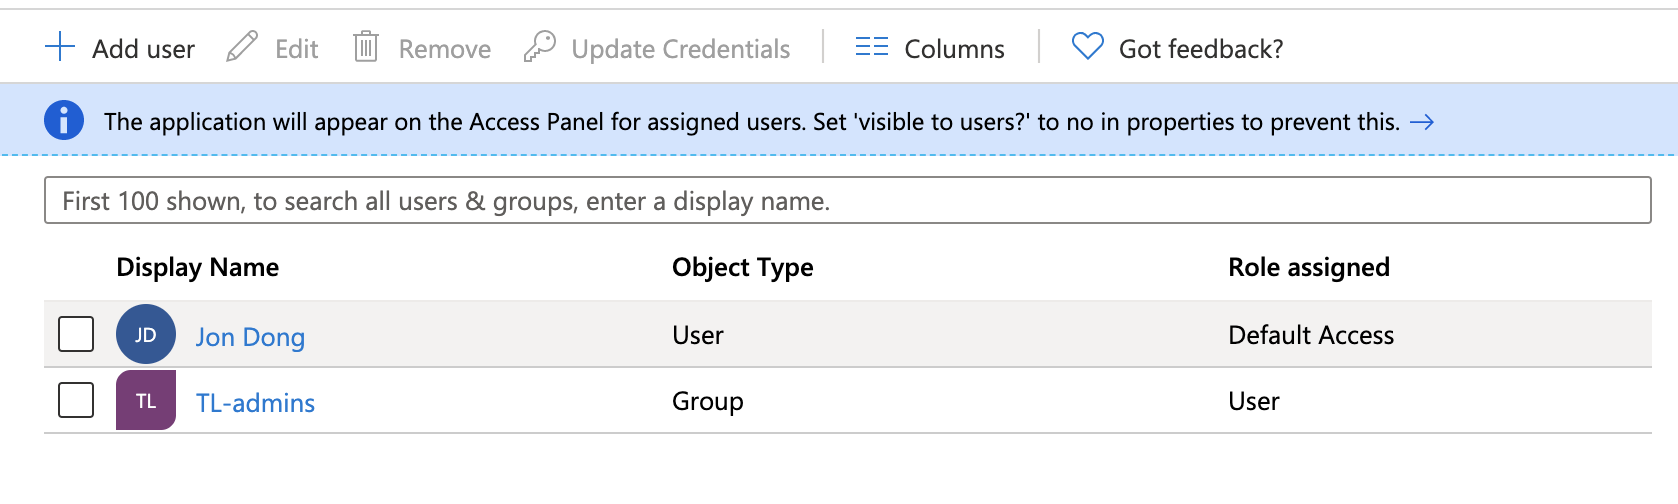 Add user Edit Remove Update Credentials Columns Got feedback?
The application will appear on the Access Panel for assigned users. Set 'visible to users?' to no in properties to prevent this. →
First 100 shown, to search all users & groups, enter a display name.
Display Name Object Type Role assigned
JD Jon Dong User Default Access
TL TL-admins Group User